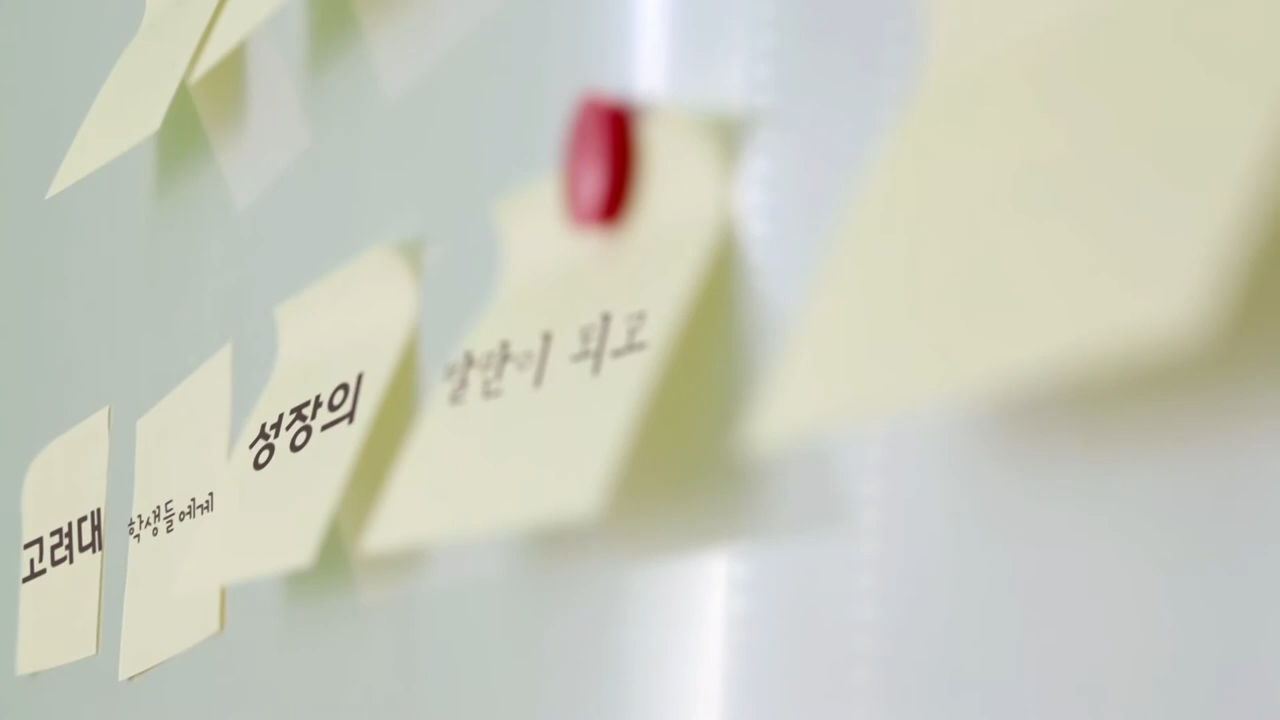 고려대
학생들에게
성장의
발판이 되고